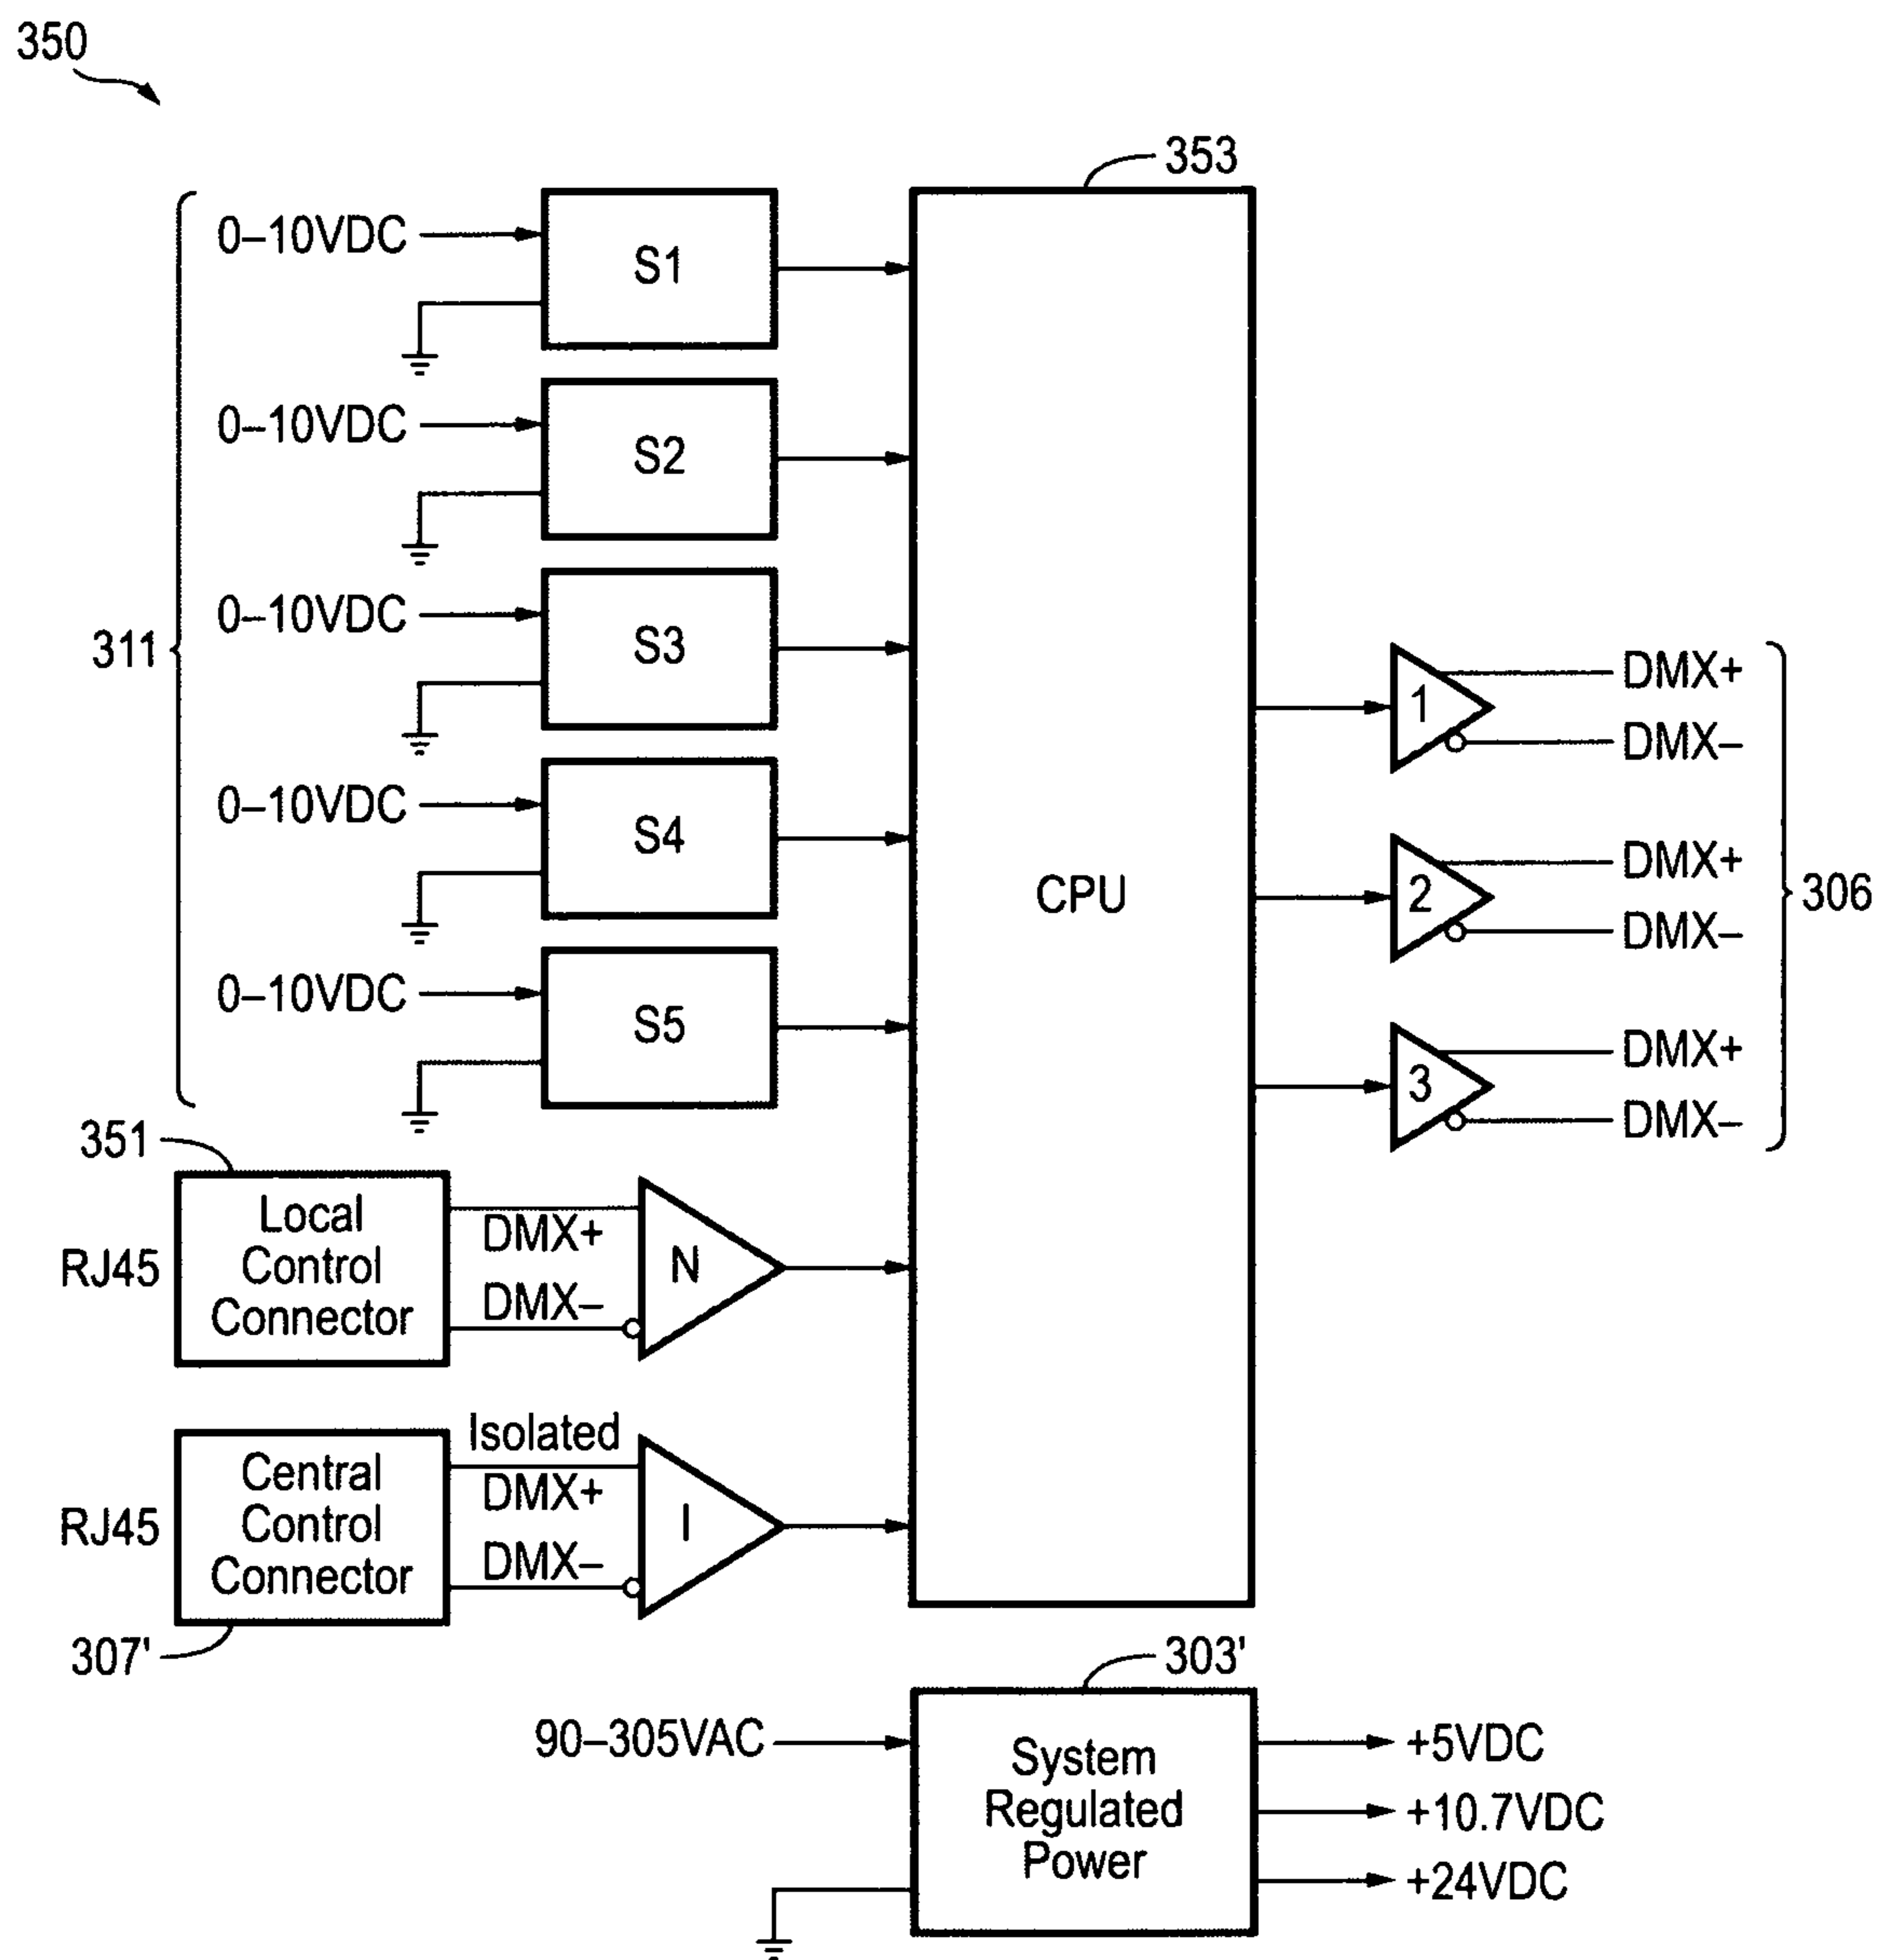 350
353
311
0–10VDC
S1
0–10VDC
S2
0–10VDC
S3
0–10VDC
S4
0–10VDC
S5
CPU
1
DMX+
DMX–
2
DMX+
DMX–
3
DMX+
DMX–
306
351
RJ45
Local
Control
Connector
DMX+
DMX–
N
RJ45
Central
Control
Connector
307'
Isolated
DMX+
DMX–
I
303'
90–305VAC
System
Regulated
Power
+5VDC
+10.7VDC
+24VDC